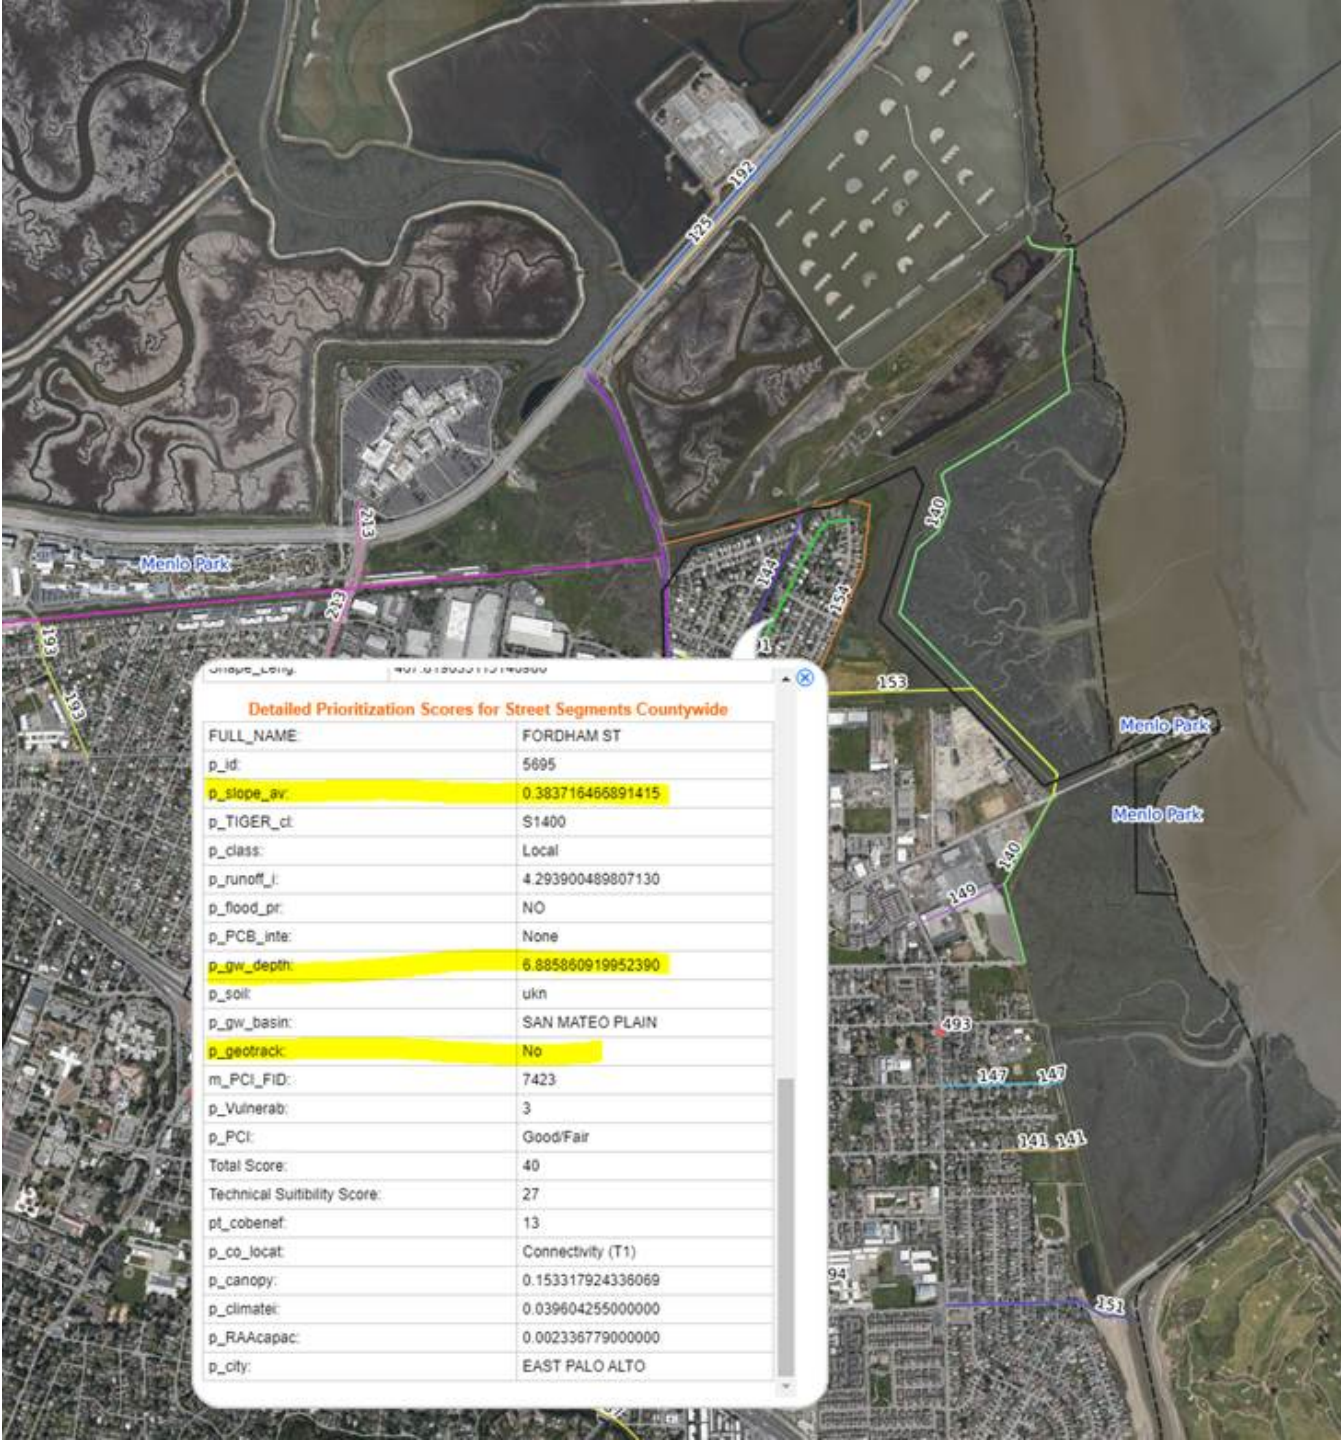 192
125
140
213
Menlo Park
144
154
213
193
193
153
Menlo Park
Menlo Park
140
149
493
147 147
141 141
94
151
Shape_Leng:
Detailed Prioritization Scores for Street Segments Countywide
FULL_NAME: FORDHAM ST
p_id: 5695
p_slope_av: 0.383716466891415
p_TIGER_cl: S1400
p_class: Local
p_runoff_i: 4.293900489807130
p_flood_pr: NO
p_PCB_inte: None
p_gw_depth: 6.885860919952390
p_soil: ukn
p_gw_basin: SAN MATEO PLAIN
p_geotrack: No
m_PCI_FID: 7423
p_Vulnerab: 3
p_PCI: Good/Fair
Total Score: 40
Technical Suitibility Score: 27
pt_cobenef: 13
p_co_locat: Connectivity (T1)
p_canopy: 0.153317924336069
p_climatei: 0.039604255000000
p_RAAcapac: 0.002336779000000
p_city: EAST PALO ALTO